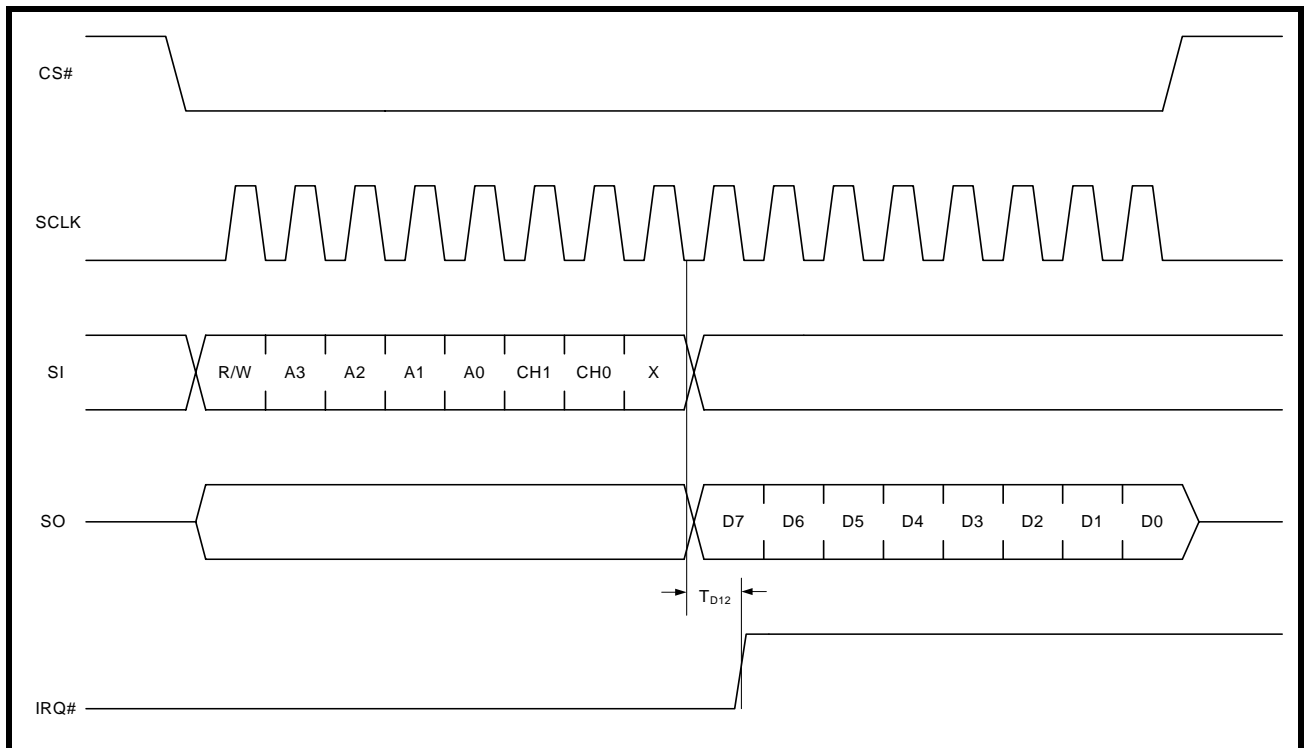 CS#
SCLK
SI
R/W A3 A2 A1 A0 CH1 CH0 X
SO
D7 D6 D5 D4 D3 D2 D1 D0
TD12
IRQ#